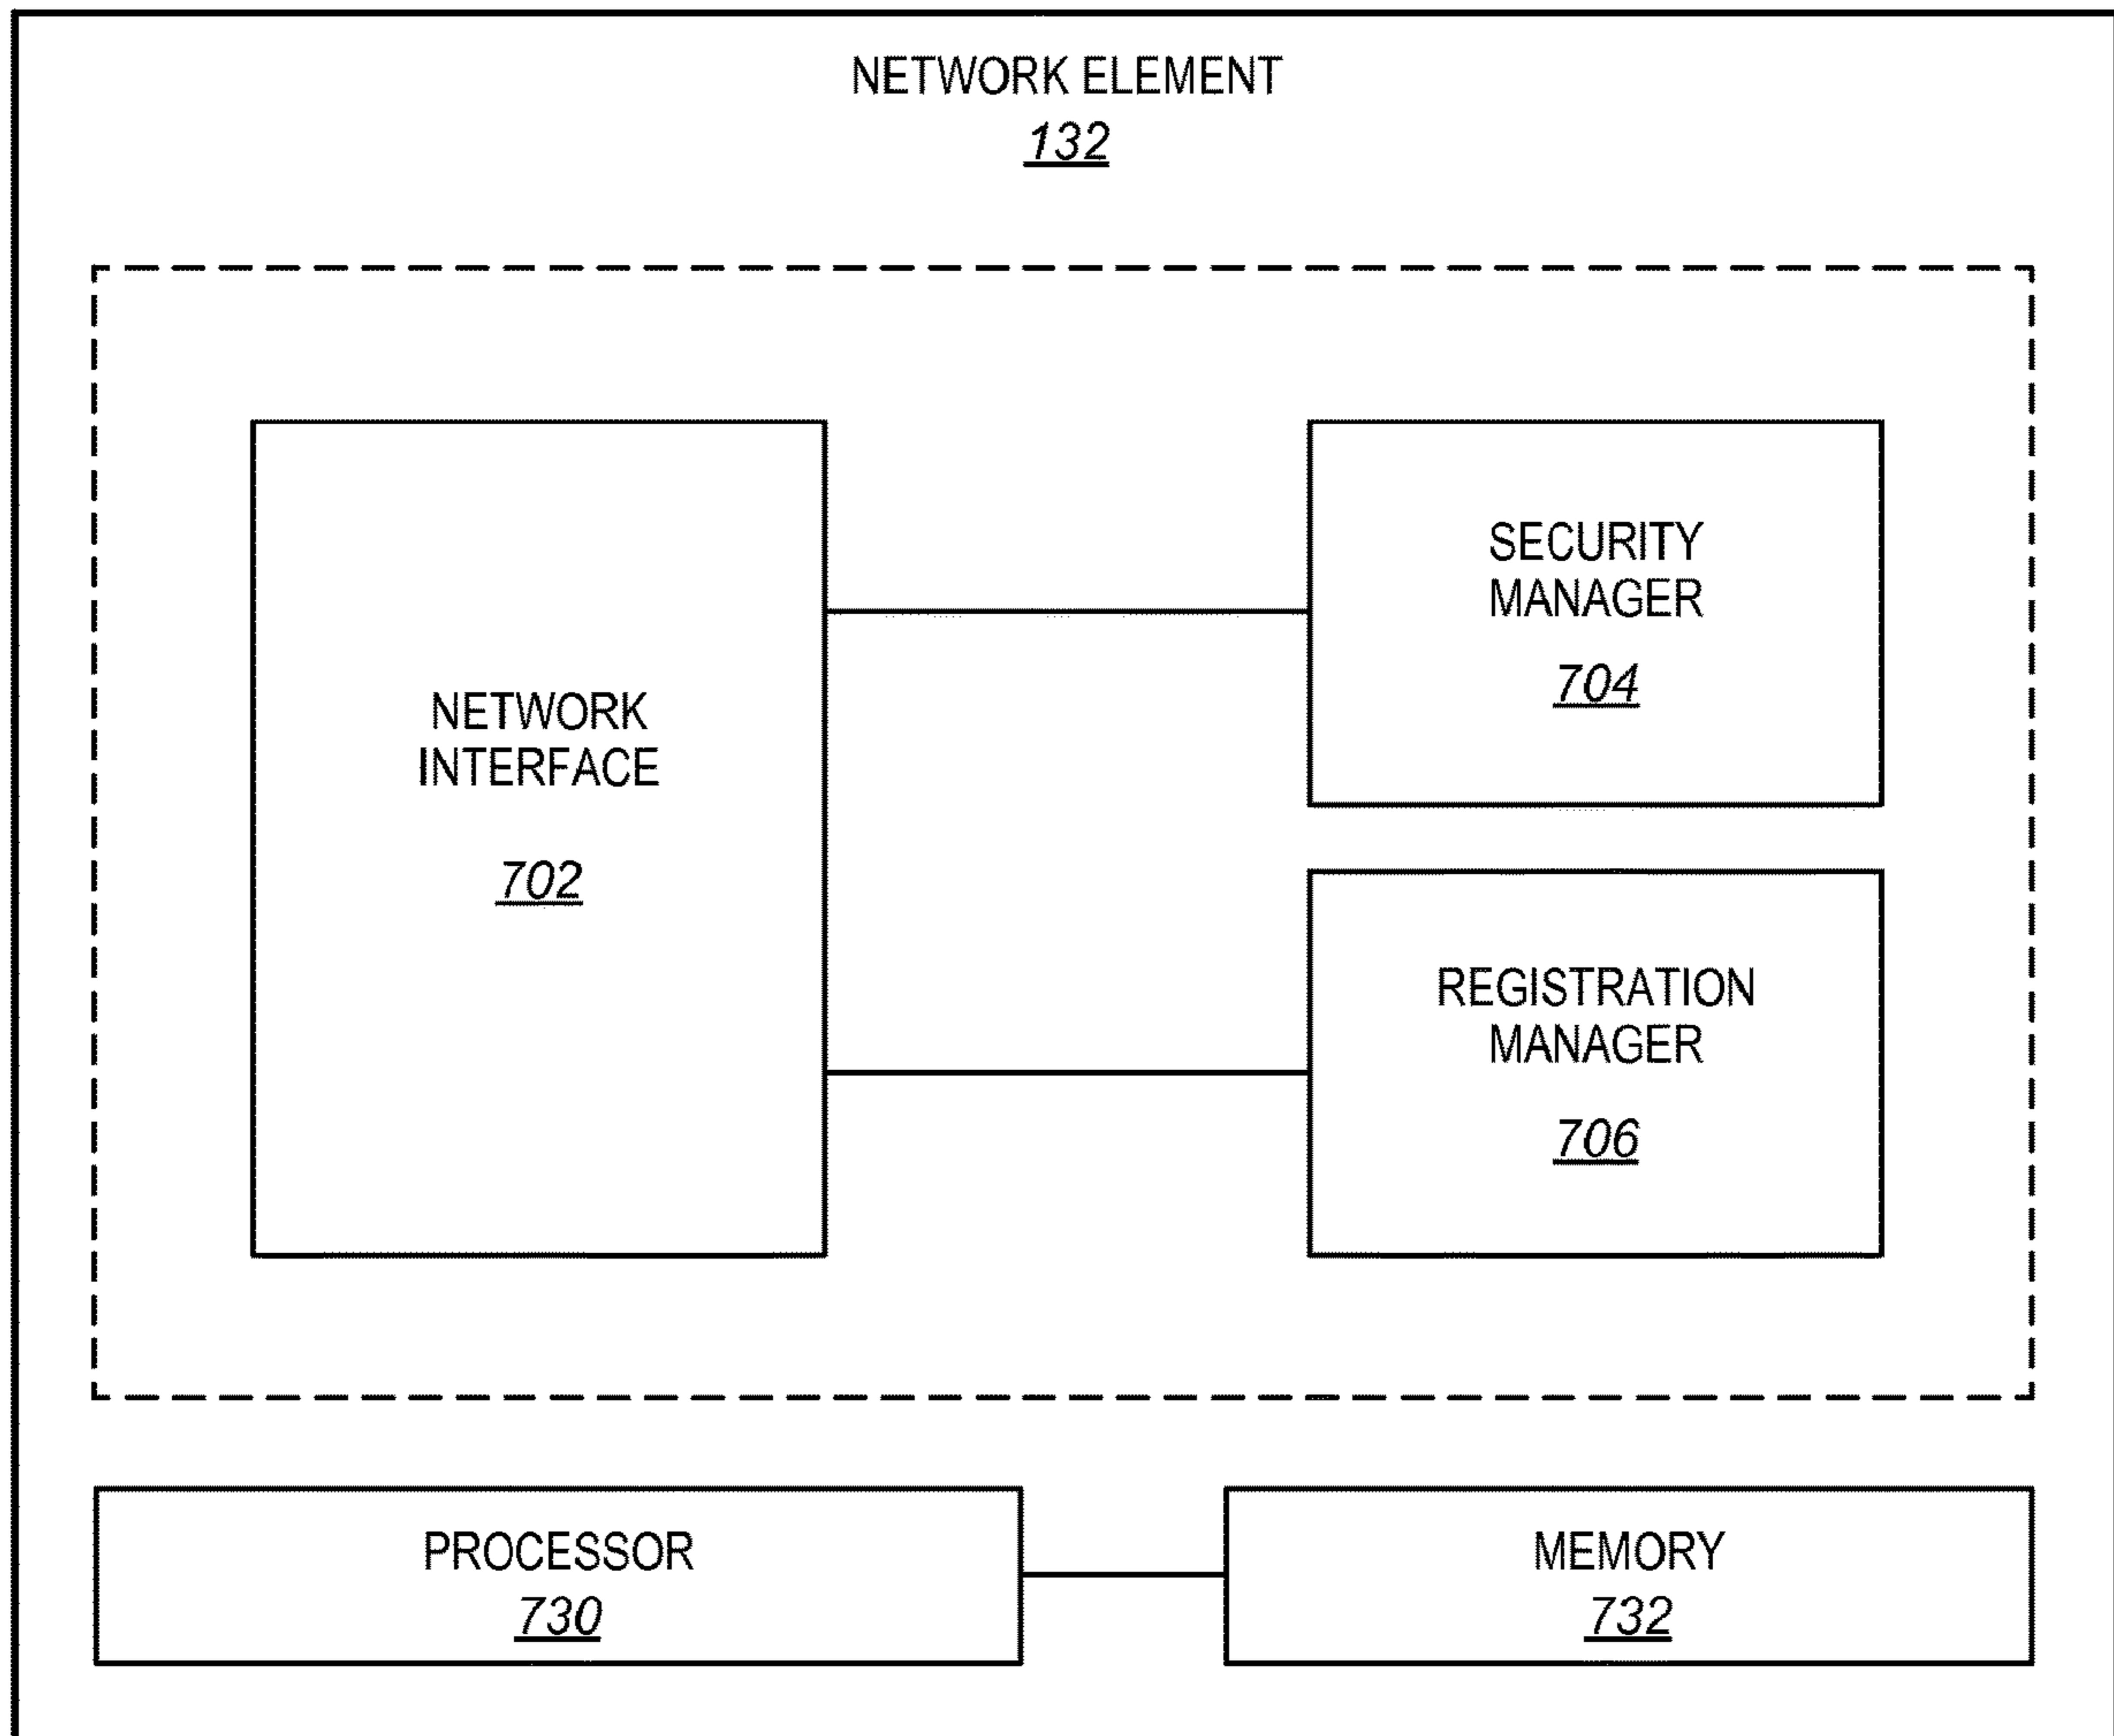 NETWORK ELEMENT
132
NETWORK
INTERFACE
702
SECURITY
MANAGER
704
REGISTRATION
MANAGER
706
PROCESSOR
730
MEMORY
732